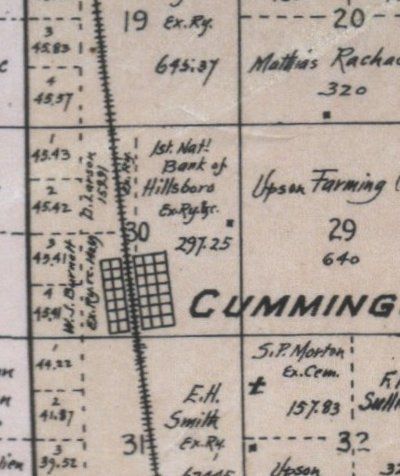 19
Ex. Ry.
645.37
20
Mathias Rachac
320
3
45.83
4
45.57
1
45.43
2
45.42
3
45.41
4
D. Larson
Ex. Ry.
1st. Nat'l
Bank of
Hillsboro
Ex. Ry. &c.
30
297.25
W. J. Burnett
Upson Farming
29
640
CUMMING
1
44.22
2
41.87
3
39.52
E. H.
Smith
Ex. Ry.
31
S. P. Morton
Ex. Cem.
157.83
32
Upson